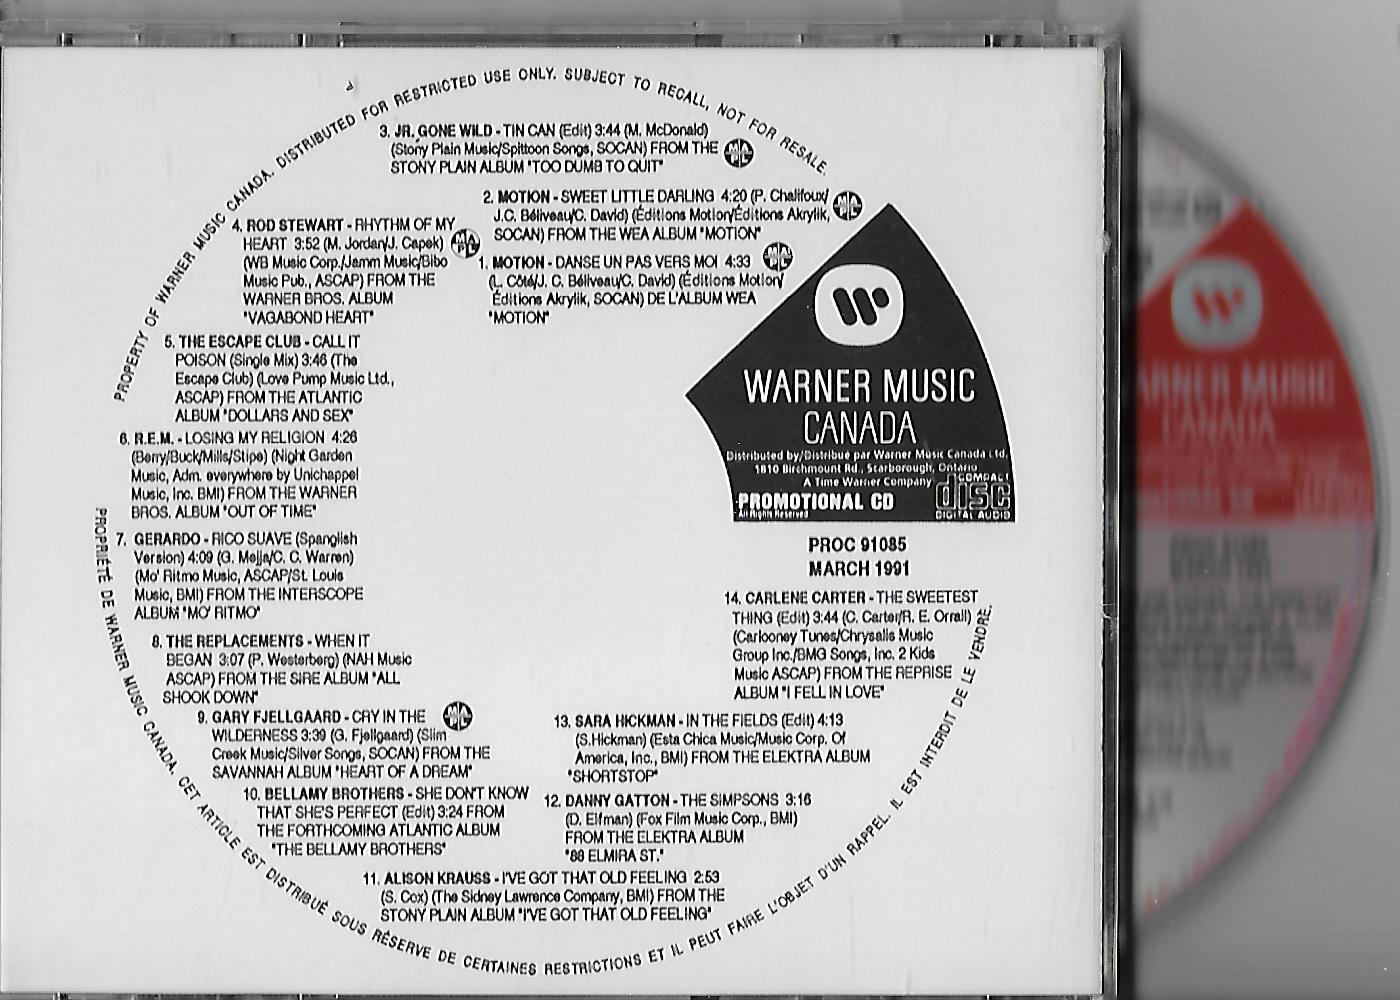 PROPERTY OF WARNER MUSIC CANADA. DISTRIBUTED FOR RESTRICTED USE ONLY. SUBJECT TO RECALL, NOT FOR RESALE.
3. JR. GONE WILD - TIN CAN (Edit) 3:44 (M. McDonald)
(Stony Plain Music/Spittoon Songs, SOCAN) FROM THE
STONY PLAIN ALBUM "TOO DUMB TO QUIT"
MAPL
2. MOTION - SWEET LITTLE DARLING 4:20 (P. Chalifoux/
J.C. Béliveau/C. David) (Éditions Motion/Éditions Akrylik,
SOCAN) FROM THE WEA ALBUM "MOTION"
MAPL
1. MOTION - DANSE UN PAS VERS MOI 4:33
(L. Côté/J. C. Béliveau/C. David) (Éditions Motion/
Éditions Akrylik, SOCAN) DE L'ALBUM WEA
"MOTION"
MAPL
4. ROD STEWART - RHYTHM OF MY
HEART 3:52 (M. Jordan/J. Capek)
(WB Music Corp./Jamm Music/Bibo
Music Pub., ASCAP) FROM THE
WARNER BROS. ALBUM
"VAGABOND HEART"
MAPL
5. THE ESCAPE CLUB - CALL IT
POISON (Single Mix) 3:46 (The
Escape Club) (Love Pump Music Ltd.,
ASCAP) FROM THE ATLANTIC
ALBUM "DOLLARS AND SEX"
6. R.E.M. - LOSING MY RELIGION 4:26
(Berry/Buck/Mills/Stipe) (Night Garden
Music, Adm. everywhere by Unichappel
Music, Inc. BMI) FROM THE WARNER
BROS. ALBUM "OUT OF TIME"
7. GERARDO - RICO SUAVE (Spanglish
Version) 4:09 (G. Mejia/C. C. Warren)
(Mo' Ritmo Music, ASCAP/St. Louis
Music, BMI) FROM THE INTERSCOPE
ALBUM "MO' RITMO"
8. THE REPLACEMENTS - WHEN IT
BEGAN 3:07 (P. Westerberg) (NAH Music
ASCAP) FROM THE SIRE ALBUM "ALL
SHOOK DOWN"
9. GARY FJELLGAARD - CRY IN THE
WILDERNESS 3:39 (G. Fjellgaard) (Slim
Creek Music/Silver Songs, SOCAN) FROM THE
SAVANNAH ALBUM "HEART OF A DREAM"
MAPL
10. BELLAMY BROTHERS - SHE DON'T KNOW
THAT SHE'S PERFECT (Edit) 3:24 FROM
THE FORTHCOMING ATLANTIC ALBUM
"THE BELLAMY BROTHERS"
11. ALISON KRAUSS - I'VE GOT THAT OLD FEELING 2:53
(S. Cox) (The Sidney Lawrence Company, BMI) FROM THE
STONY PLAIN ALBUM "I'VE GOT THAT OLD FEELING"
12. DANNY GATTON - THE SIMPSONS 3:16
(D. Elfman) (Fox Film Music Corp., BMI)
FROM THE ELEKTRA ALBUM
"88 ELMIRA ST."
13. SARA HICKMAN - IN THE FIELDS (Edit) 4:13
(S.Hickman) (Esta Chica Music/Music Corp. Of
America, Inc., BMI) FROM THE ELEKTRA ALBUM
"SHORTSTOP"
14. CARLENE CARTER - THE SWEETEST
THING (Edit) 3:44 (C. Carter/R. E. Orrall)
(Carlooney Tunes/Chrysalis Music
Group Inc./BMG Songs, Inc. 2 Kids
Music ASCAP) FROM THE REPRISE
ALBUM "I FELL IN LOVE"
WARNER MUSIC
CANADA
Distributed by/Distribue par Warner Music Canada Ltd.
1810 Birchmount Rd., Scarborough, Ontario
A Time Warner Company
PROMOTIONAL CD
All Rights Reserved
COMPACT
disc
DIGITAL AUDIO
PROC 91085
MARCH 1991
PROPRIÉTÉ DE WARNER MUSIC CANADA. CET ARTICLE EST DISTRIBUÉ SOUS RÉSERVE DE CERTAINES RESTRICTIONS ET IL PEUT FAIRE L'OBJET D'UN RAPPEL. IL EST INTERDIT DE LE VENDRE.
WARNER MUSIC
CANADA